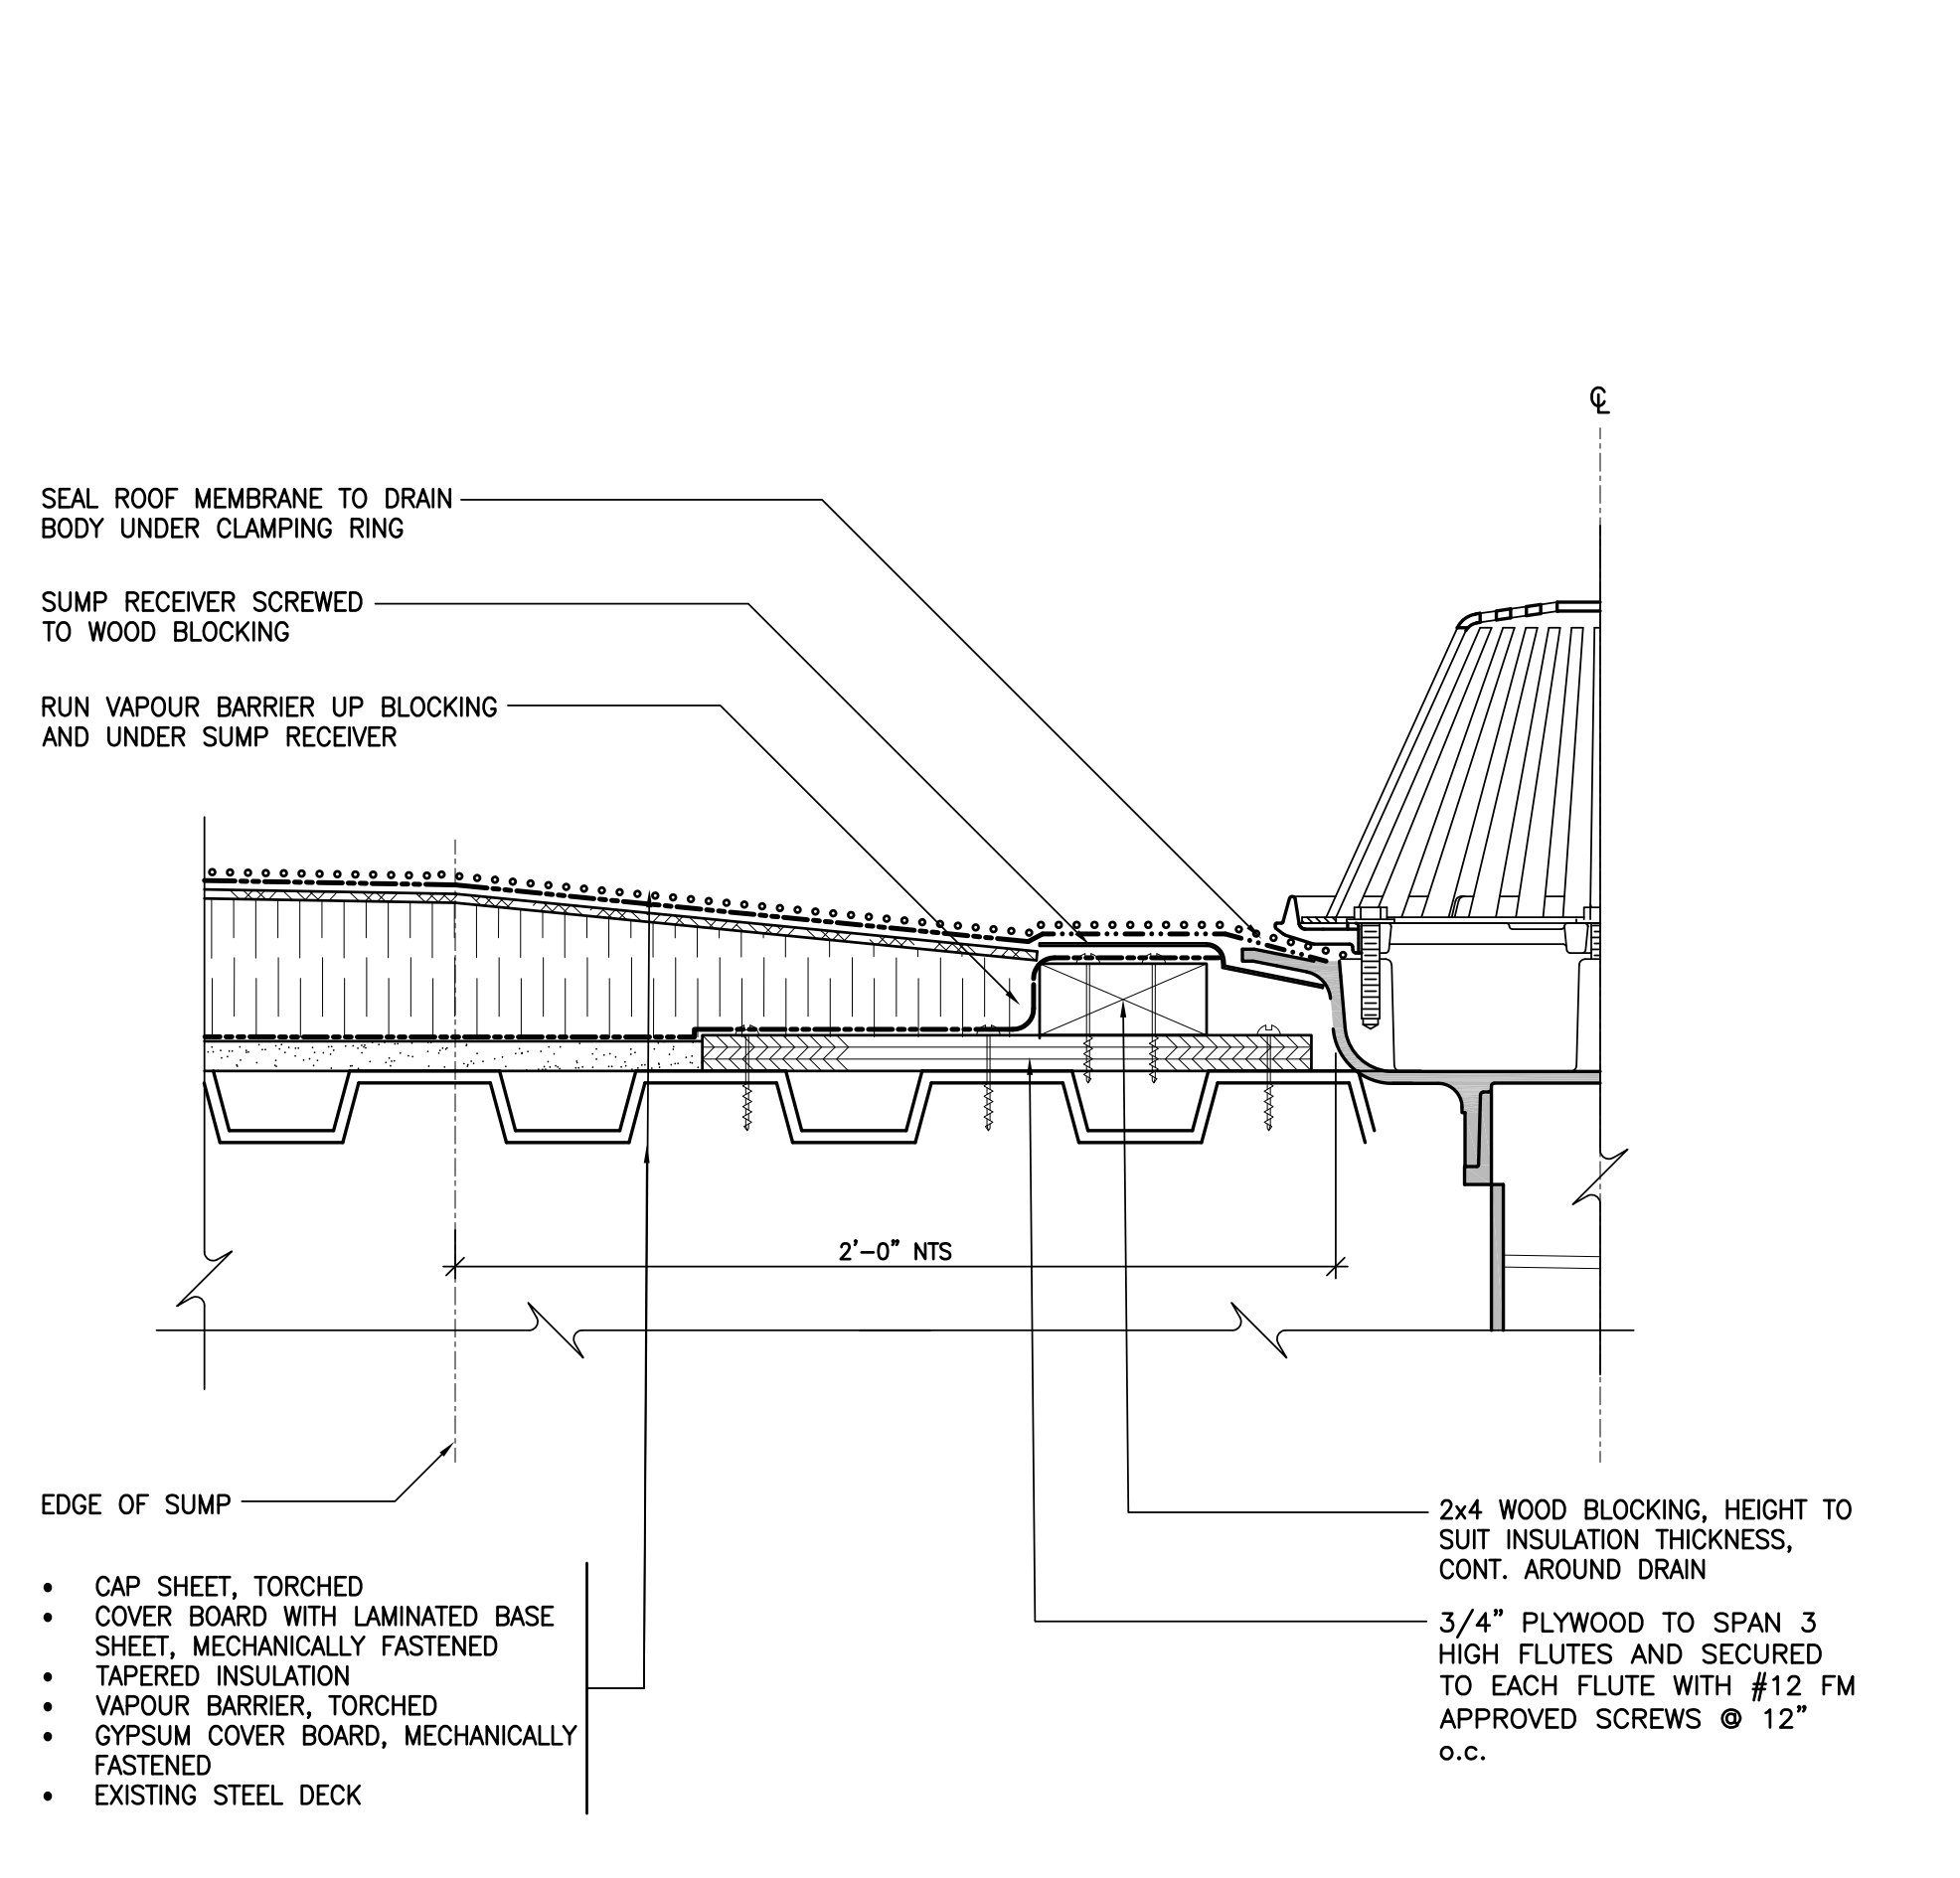 ℄
SEAL ROOF MEMBRANE TO DRAIN
BODY UNDER CLAMPING RING
SUMP RECEIVER SCREWED
TO WOOD BLOCKING
RUN VAPOUR BARRIER UP BLOCKING
AND UNDER SUMP RECEIVER
2'-0" NTS
EDGE OF SUMP
• CAP SHEET, TORCHED
• COVER BOARD WITH LAMINATED BASE
SHEET, MECHANICALLY FASTENED
• TAPERED INSULATION
• VAPOUR BARRIER, TORCHED
• GYPSUM COVER BOARD, MECHANICALLY
FASTENED
• EXISTING STEEL DECK
2x4 WOOD BLOCKING, HEIGHT TO
SUIT INSULATION THICKNESS,
CONT. AROUND DRAIN
3/4" PLYWOOD TO SPAN 3
HIGH FLUTES AND SECURED
TO EACH FLUTE WITH #12 FM
APPROVED SCREWS @ 12"
o.c.